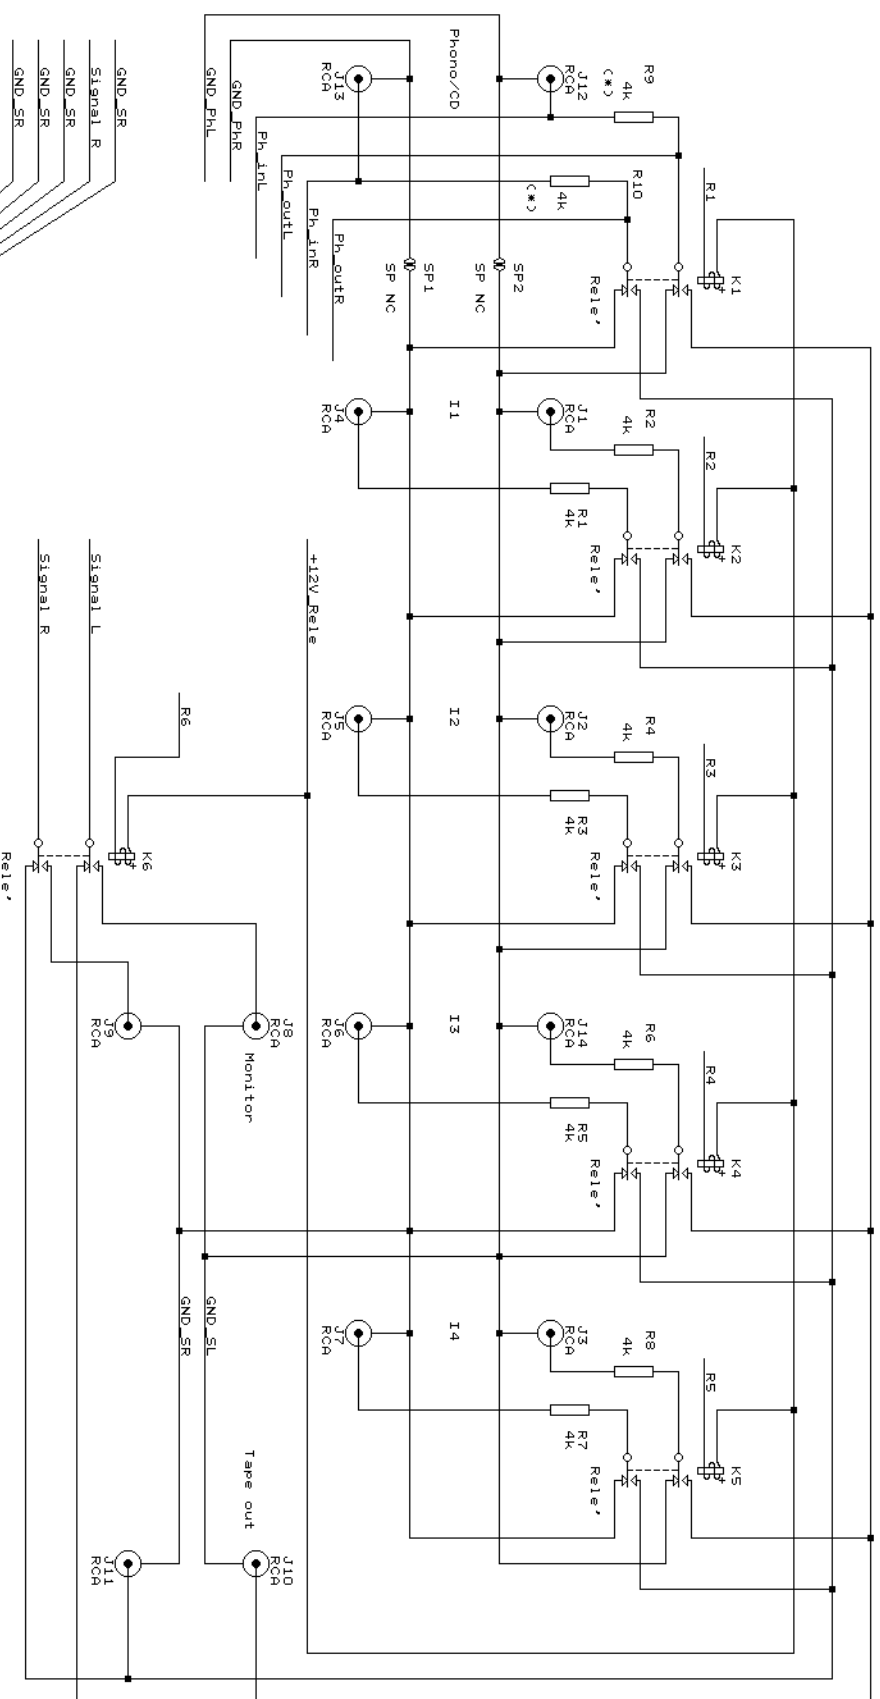 GND_SR
GND_SR
GND_SR
Signal R
GND_SR
GND_PhL
GND_PhR
Ph_inL
Ph_outL
Ph_inR
Ph_outR
Phono/CD
J13
RCA
J12
RCA
R9
4k
(*)
R10
4k
(*)
SP1
SP NC
SP2
SP NC
R1
K1
+
Rele'
I1
J4
RCA
J1
RCA
R2
4k
R1
4k
R2
K2
+
Rele'
I2
J5
RCA
J2
RCA
R4
4k
R3
4k
R3
K3
+
Rele'
I3
J6
RCA
J14
RCA
R6
4k
R5
4k
R4
K4
+
Rele'
I4
J7
RCA
J3
RCA
R8
4k
R7
4k
R5
K5
+
Rele'
+12V_Rele
Signal L
Signal R
R6
K6
+
Rele'
J9
RCA
J8
RCA
Monitor
GND_SL
GND_SR
Tape out
J11
RCA
J10
RCA